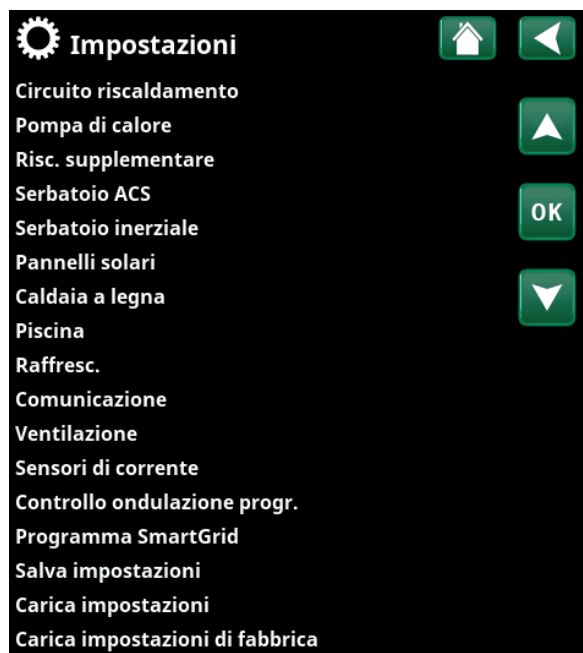 Impostazioni
Circuito riscaldamento
Pompa di calore
Risc. supplementare
Serbatoio ACS
OK
Serbatoio inerziale
Pannelli solari
Caldaia a legna
Piscina
Raffresc.
Comunicazione
Ventilazione
Sensori di corrente
Controllo ondulazione progr.
Programma SmartGrid
Salva impostazioni
Carica impostazioni
Carica impostazioni di fabbrica